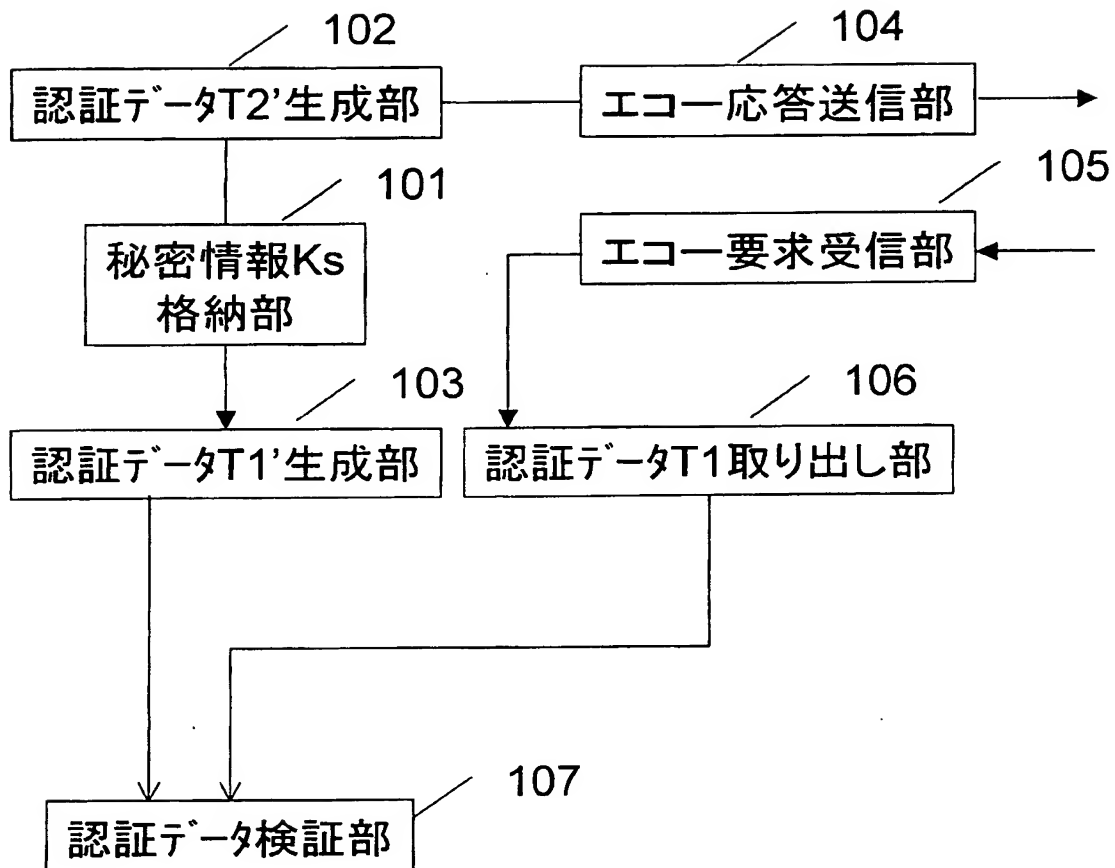 102
104
認証データT2'生成部
エコー応答送信部
101
105
秘密情報Ks
格納部
エコー要求受信部
103
106
認証データT1'生成部
認証データT1取り出し部
107
認証データ検証部